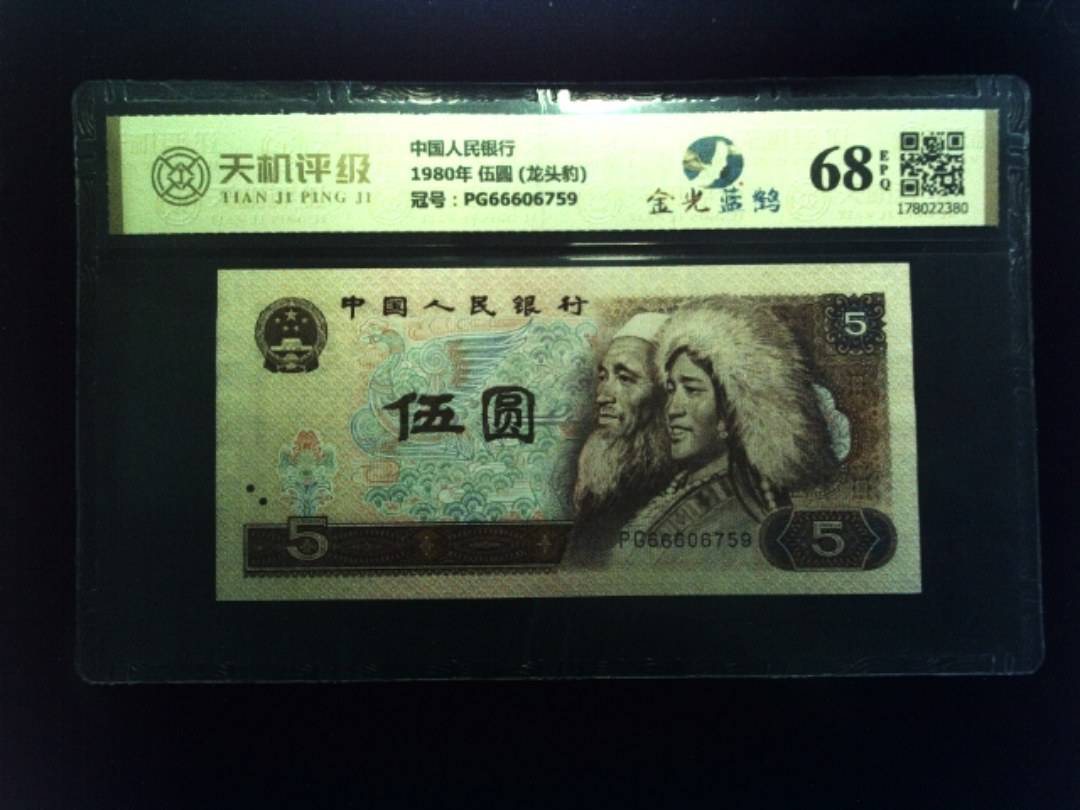 天机评级
TIAN JI PING JI
中国人民银行
1980年 伍圆 (龙头豹)
冠号：PG66606759
金光蓝鹤
68 EPQ
178022380
中国人民银行
5
伍圆
5
PG66606759
5